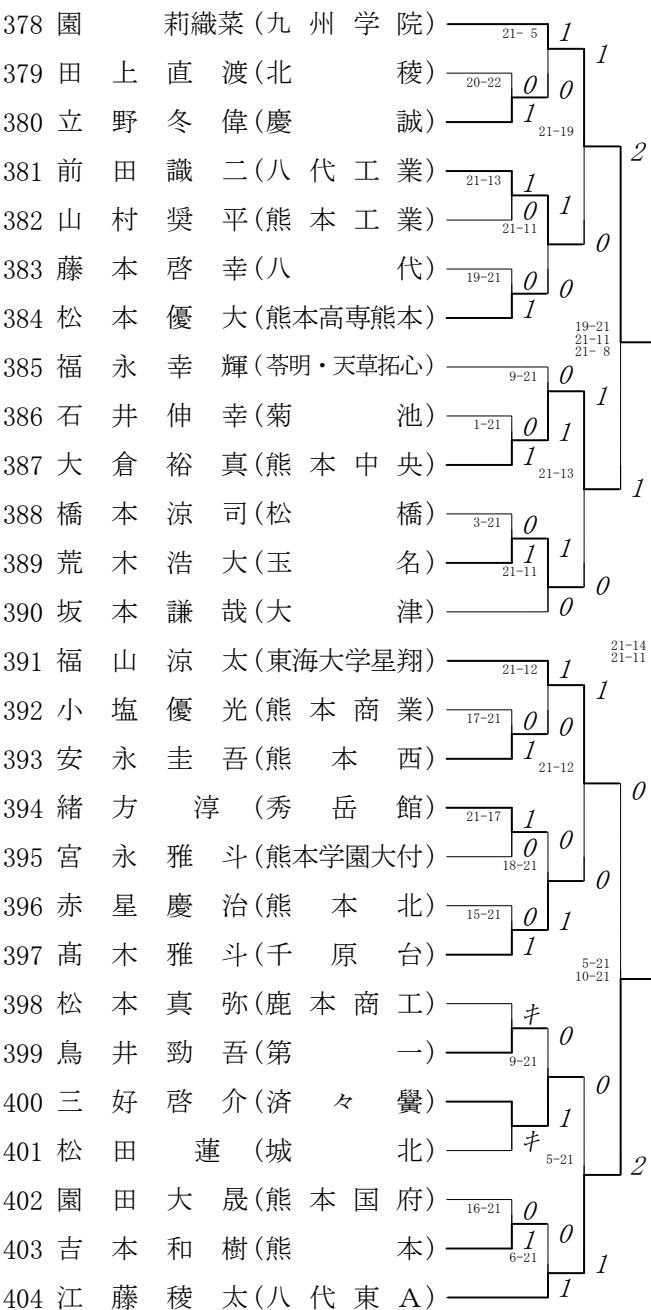 378 園 莉織菜 (九 州 学 院) 21- 5 1
1
379 田 上 直 渡 (北 稜) 20-22 0 0
380 立 野 冬 偉 (慶 誠) 1 21-19
2
381 前 田 識 二 (八 代 工 業) 21-13 1
382 山 村 奨 平 (熊 本 工 業) 0 1
21-11
0
383 藤 本 啓 幸 (八 代) 19-21 0 0
384 松 本 優 大 (熊本高専熊本) 1
19-21
21-11
21- 8
385 福 永 幸 輝 (苓明・天草拓心) 9-21 0
1
386 石 井 伸 幸 (菊 池) 1-21 0 1
387 大 倉 裕 真 (熊 本 中 央) 1 21-13
1
388 橋 本 涼 司 (松 橋) 3-21 0
389 荒 木 浩 大 (玉 名) 1 1
21-11
0
390 坂 本 謙 哉 (大 津) 0
21-14
21-11
391 福 山 涼 太 (東海大学星翔) 21-12 1
1
392 小 塩 優 光 (熊 本 商 業) 17-21 0 0
393 安 永 圭 吾 (熊 本 西) 1 21-12
0
394 緒 方 淳 (秀 岳 館) 21-17 1
395 宮 永 雅 斗 (熊本学園大付) 0 0
18-21
0
396 赤 星 慶 治 (熊 本 北) 15-21 0 1
397 髙 木 雅 斗 (千 原 台) 1
5-21
10-21
398 松 本 真 弥 (鹿 本 商 工) キ
399 鳥 井 勁 吾 (第 一) 0
9-21
0
400 三 好 啓 介 (済 々 黌) 1
401 松 田 蓮 (城 北) キ 5-21
2
402 園 田 大 晟 (熊 本 国 府) 16-21 0
403 吉 本 和 樹 (熊 本) 1 0
6-21
1
404 江 藤 稜 太 (八 代 東 A) 1